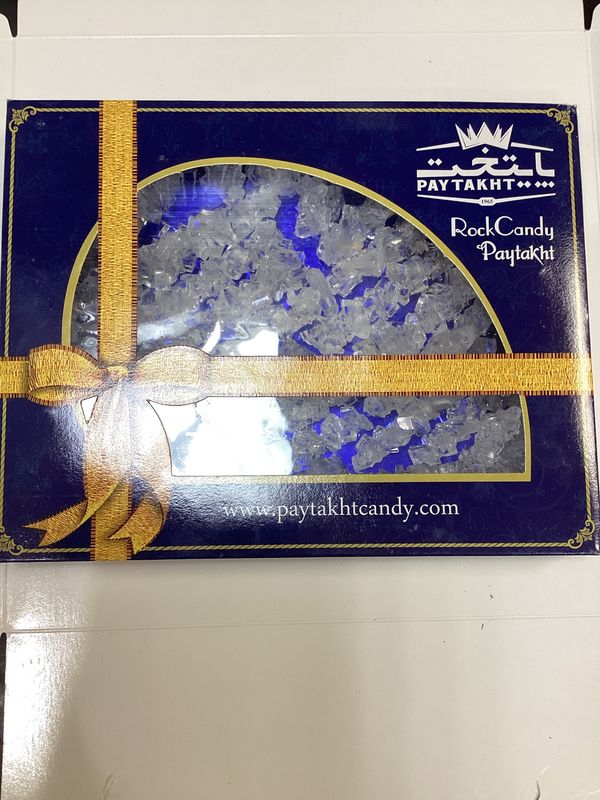 پایتخت
PAYTAKHT
1965
RockCandy
Paytakht
www.paytakhtcandy.com